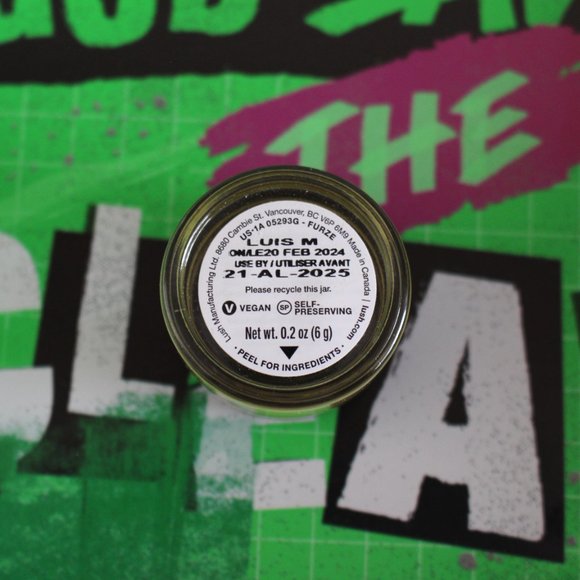 THE
Lush Manufacturing Ltd. 8680 Cambie St. Vancouver, BC V6P 6M9 Made in Canada | lush.com
US-1A 05293G - FURZE
LUIS M
ON/LE20 FEB 2024
USE BY / UTILISER AVANT
21-AL-2025
Please recycle this jar.
V VEGAN SP SELF-
PRESERVING
Net wt. 0.2 oz (6 g)
· PEEL FOR INGREDIENTS ·